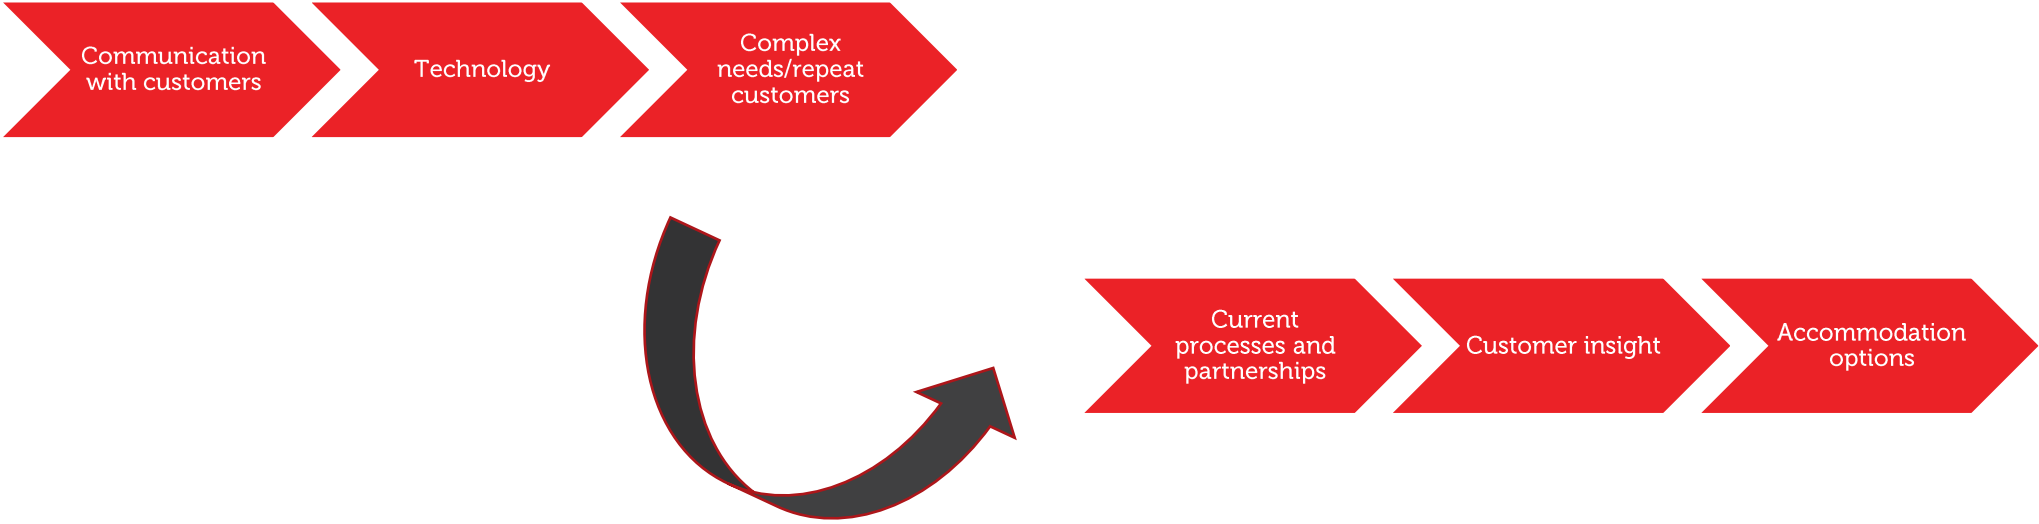 Communication
with customers
Technology
Complex
needs/repeat
customers
Current
processes and
partnerships
Customer insight
Accommodation
options